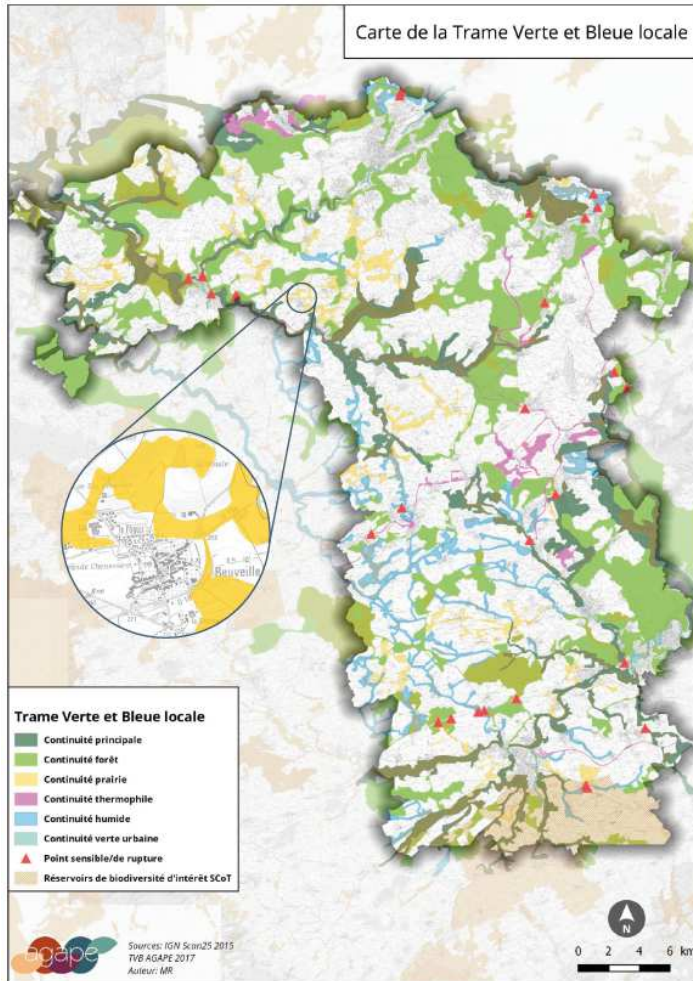 Carte de la Trame Verte et Bleue locale
Beuveille
Trame Verte et Bleue locale
Continuité principale
Continuité forêt
Continuité prairie
Continuité thermophile
Continuité humide
Continuité verte urbaine
Point sensible/de rupture
Réservoirs de biodiversité d'intérêt SCoT
agape
Sources: IGN Scan25 2015
TVB AGAPE 2017
Auteur: MR
N
0 2 4 6 km